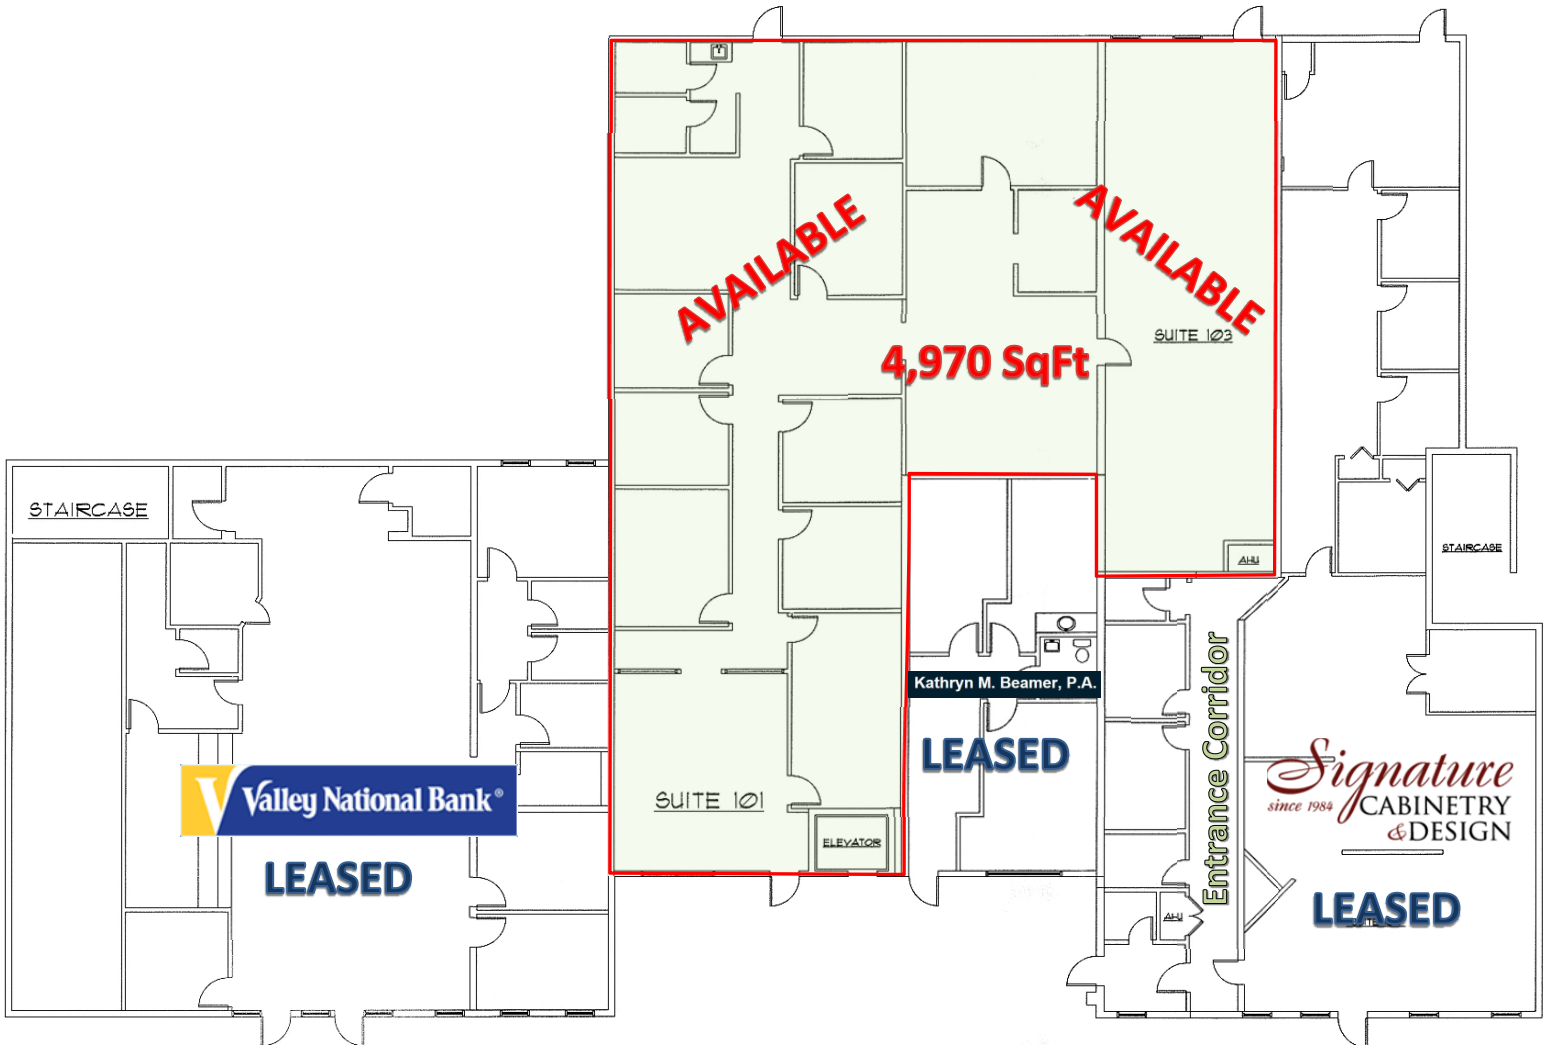 AVAILABLE
AVAILABLE
SUITE 103
4,970 SqFt
STAIRCASE
STAIRCASE
AHU
Kathryn M. Beamer, P.A.
LEASED
Entrance Corridor
Valley National Bank®
LEASED
SUITE 101
ELEVATOR
Signature
since 1984
CABINETRY
& DESIGN
LEASED
AHU